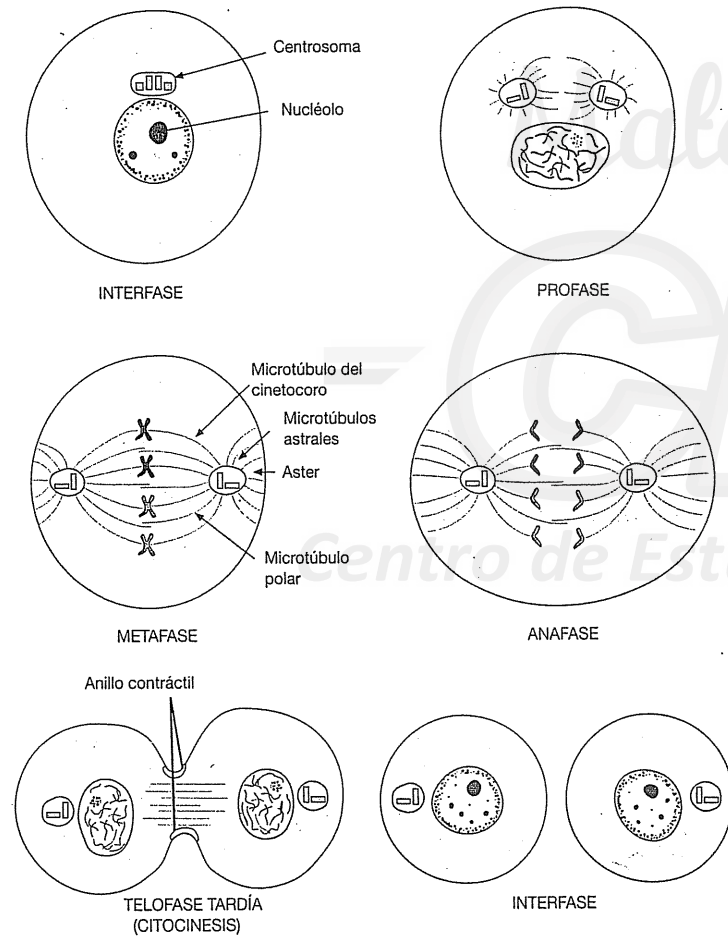 Centrosoma
Nucléolo
INTERFASE
PROFASE
Microtúbulo del
cinetocoro
Microtúbulos
astrales
Aster
Microtúbulo
polar
METAFASE
ANAFASE
Anillo contráctil
TELOFASE TARDÍA
(CITOCINESIS)
INTERFASE
Centro de